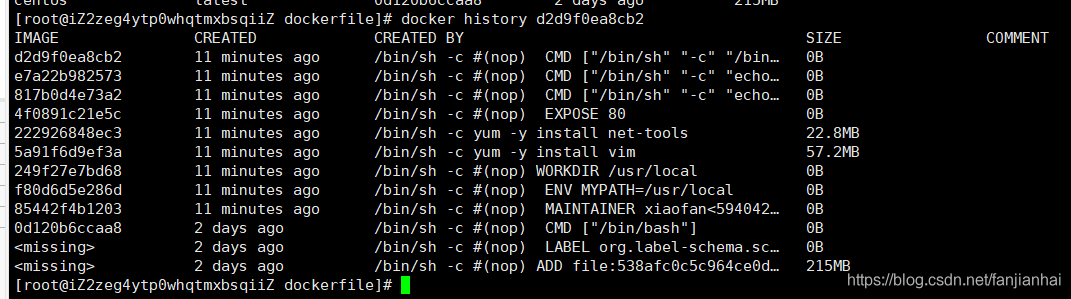 centos latest 0d120b6ccaa8 2 days ago 215MB
[root@iZ2zeg4ytp0whqtmxbsqiiZ dockerfile]# docker history d2d9f0ea8cb2
IMAGE CREATED CREATED BY SIZE COMMENT
d2d9f0ea8cb2 11 minutes ago /bin/sh -c #(nop)  CMD ["/bin/sh" "-c" "/bin… 0B
e7a22b982573 11 minutes ago /bin/sh -c #(nop)  CMD ["/bin/sh" "-c" "echo… 0B
817b0d4e73a2 11 minutes ago /bin/sh -c #(nop)  CMD ["/bin/sh" "-c" "echo… 0B
4f0891c21e5c 11 minutes ago /bin/sh -c #(nop)  EXPOSE 80 0B
222926848ec3 11 minutes ago /bin/sh -c yum -y install net-tools 22.8MB
5a91f6d9ef3a 11 minutes ago /bin/sh -c yum -y install vim 57.2MB
249f27e7bd68 11 minutes ago /bin/sh -c #(nop) WORKDIR /usr/local 0B
f80d6d5e286d 11 minutes ago /bin/sh -c #(nop)  ENV MYPATH=/usr/local 0B
85442f4b1203 11 minutes ago /bin/sh -c #(nop)  MAINTAINER xiaofan<594042… 0B
0d120b6ccaa8 2 days ago /bin/sh -c #(nop)  CMD ["/bin/bash"] 0B
<missing> 2 days ago /bin/sh -c #(nop)  LABEL org.label-schema.sc… 0B
<missing> 2 days ago /bin/sh -c #(nop) ADD file:538afc0c5c964ce0d… 215MB
[root@iZ2zeg4ytp0whqtmxbsqiiZ dockerfile]#
https://blog.csdn.net/fanjianhai